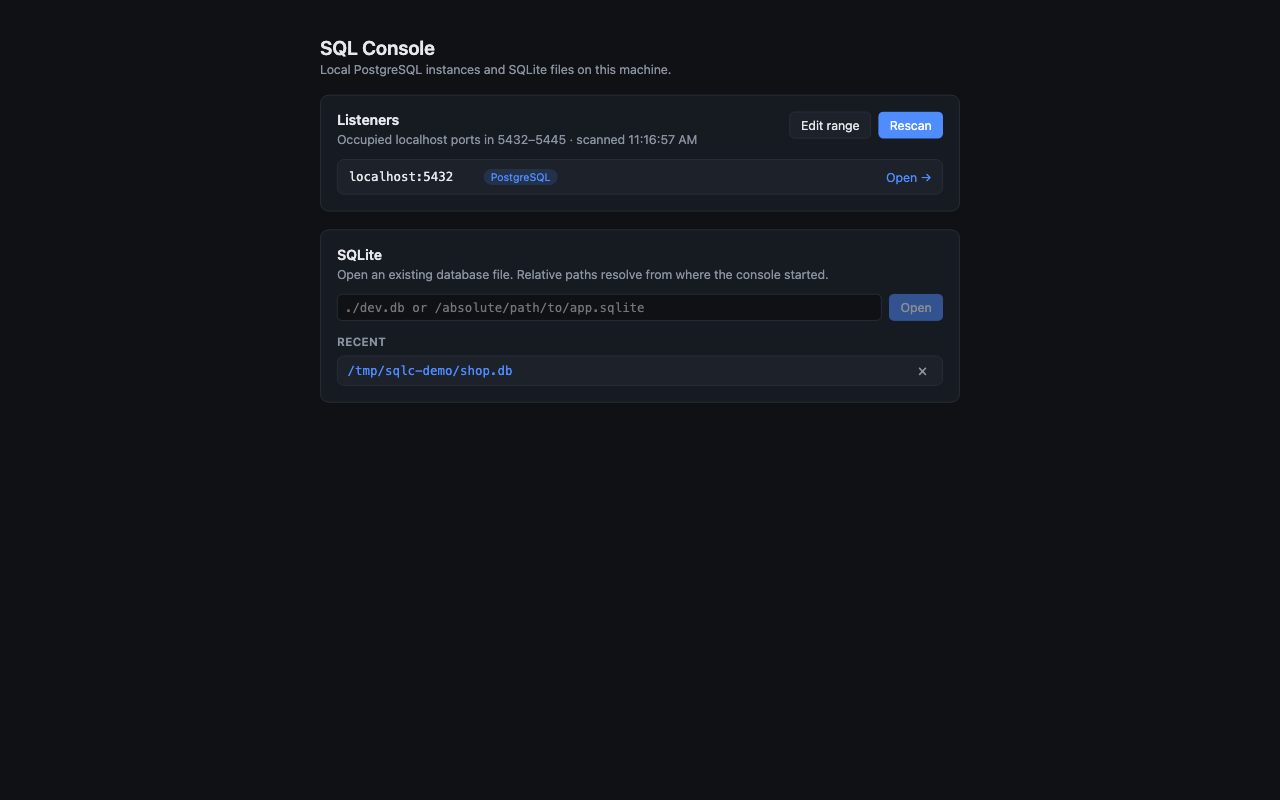 SQL Console
Local PostgreSQL instances and SQLite files on this machine.
Listeners
Occupied localhost ports in 5432–5445 · scanned 11:16:57 AM
Edit range
Rescan
localhost:5432
PostgreSQL
Open →
SQLite
Open an existing database file. Relative paths resolve from where the console started.
./dev.db or /absolute/path/to/app.sqlite
Open
RECENT
/tmp/sqlc-demo/shop.db
×